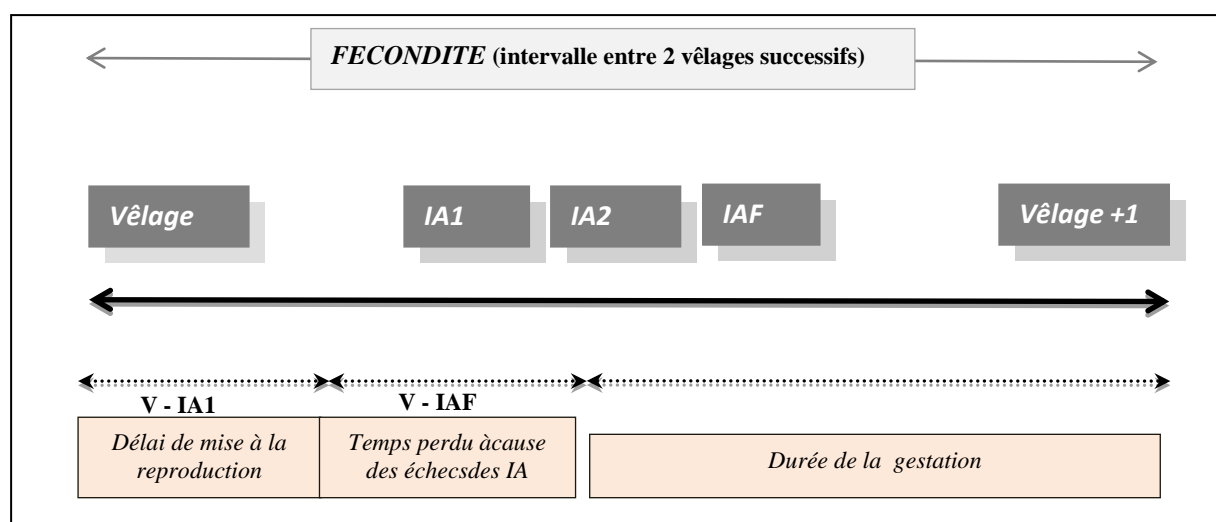 FECONDITE (intervalle entre 2 vêlages successifs)
Vêlage
IA1
IA2
IAF
Vêlage +1
V - IA1
V - IAF
Délai de mise à la
reproduction
Temps perdu àcause
des échecsdes IA
Durée de la gestation